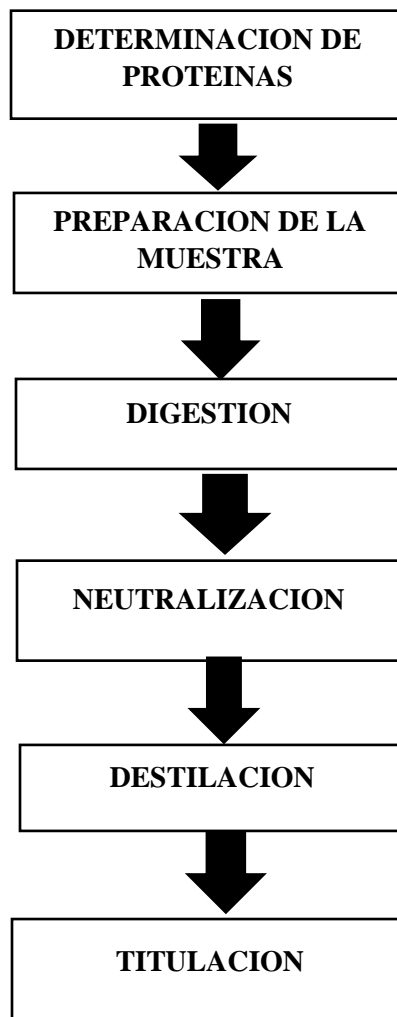 DETERMINACION DE
PROTEINAS
PREPARACION DE LA
MUESTRA
DIGESTION
NEUTRALIZACION
DESTILACION
TITULACION